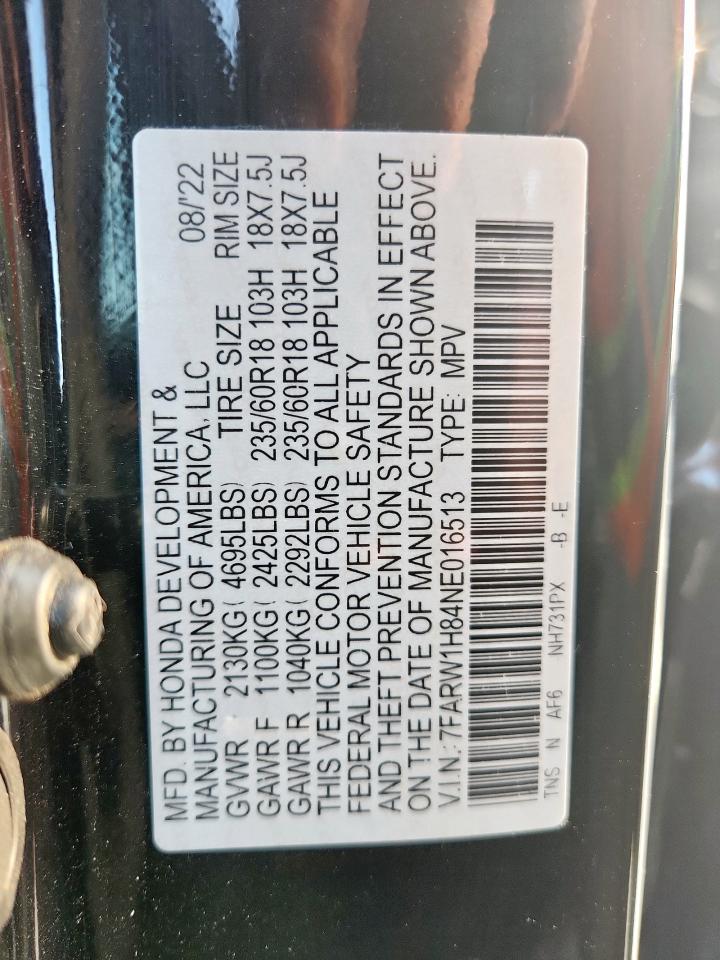 MFD. BY HONDA DEVELOPMENT &
MANUFACTURING OF AMERICA, LLC 08/'22
GVWR 2130KG( 4695LBS) TIRE SIZE RIM SIZE
GAWR F 1100KG( 2425LBS) 235/60R18 103H 18X7.5J
GAWR R 1040KG( 2292LBS) 235/60R18 103H 18X7.5J
THIS VEHICLE CONFORMS TO ALL APPLICABLE
FEDERAL MOTOR VEHICLE SAFETY
AND THEFT PREVENTION STANDARDS IN EFFECT
ON THE DATE OF MANUFACTURE SHOWN ABOVE.
V.I.N.: 7FARW1H84NE016513 TYPE: MPV
TNS N AF6 NH731PX -B -E